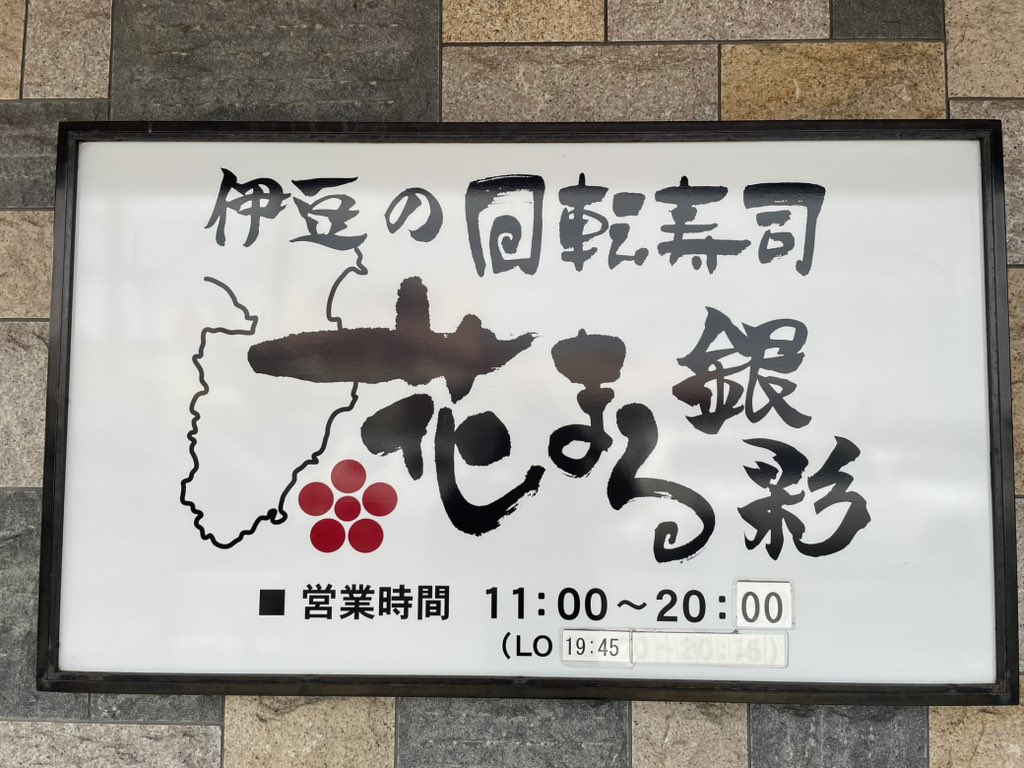 伊豆の回転寿司
花まる銀彩
■ 営業時間 11:00～20:00
(LO 19:45